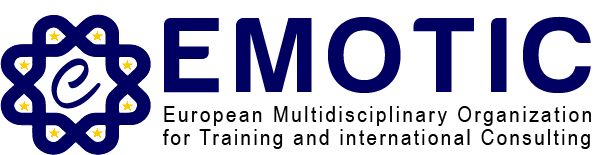 e
EMOTIC
European Multidisciplinary Organization
for Training and international Consulting